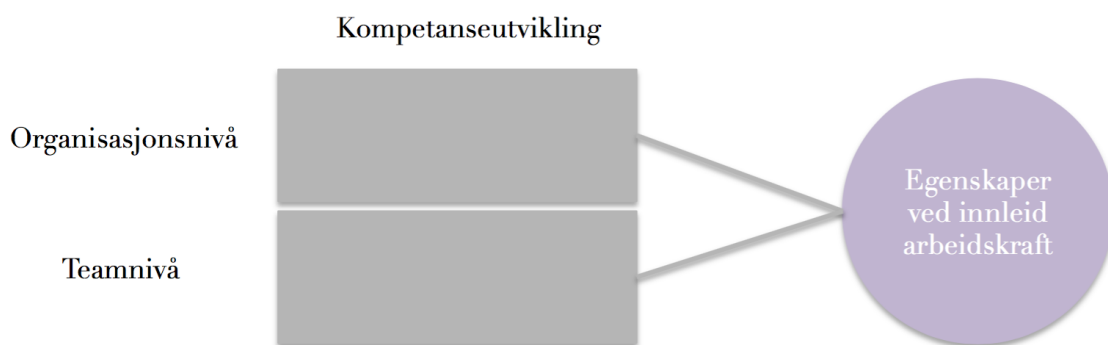 Kompetanseutvikling
Organisasjonsnivå
Teamnivå
Egenskaper
ved innleid
arbeidskraft